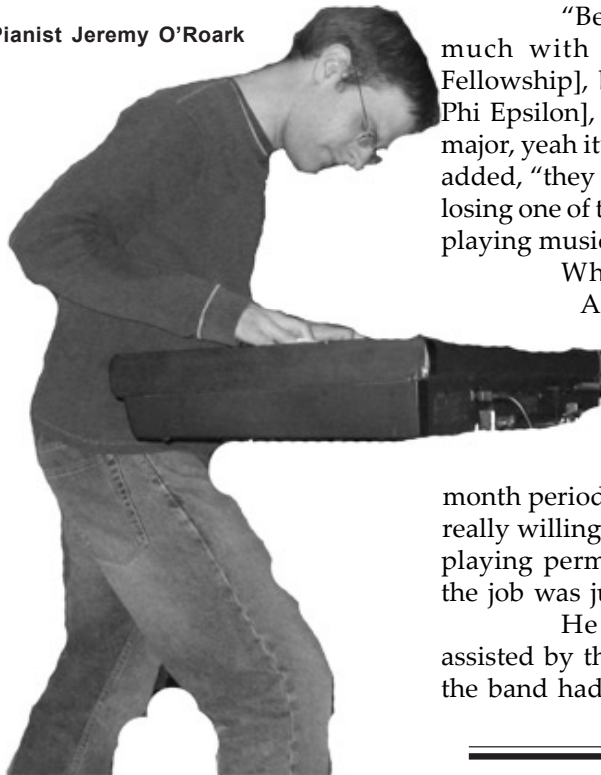 Pianist Jeremy O’Roark
“Be
much with
Fellowship],
Phi Epsilon],
major, yeah it
added, “they
losing one of t
playing music
Wh
A
month period
really willing
playing perm
the job was ju
He
assisted by th
the band had